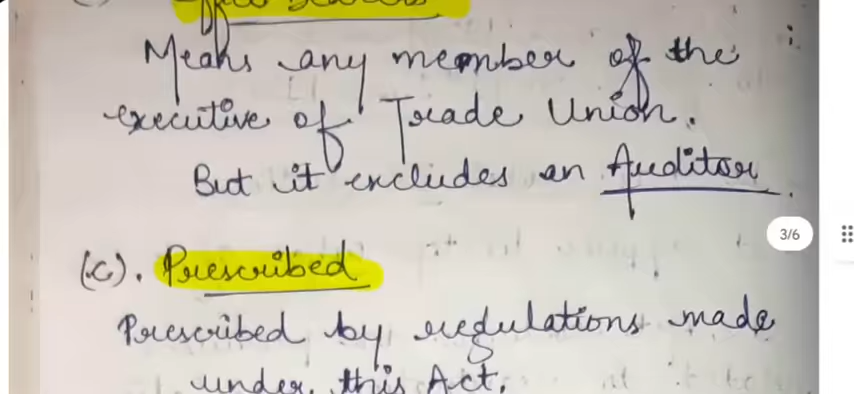 Means any member of the
executive of Trade Union.
But it excludes an Auditor.
3/6
(c). Prescribed
Prescribed by regulations made
under this Act.